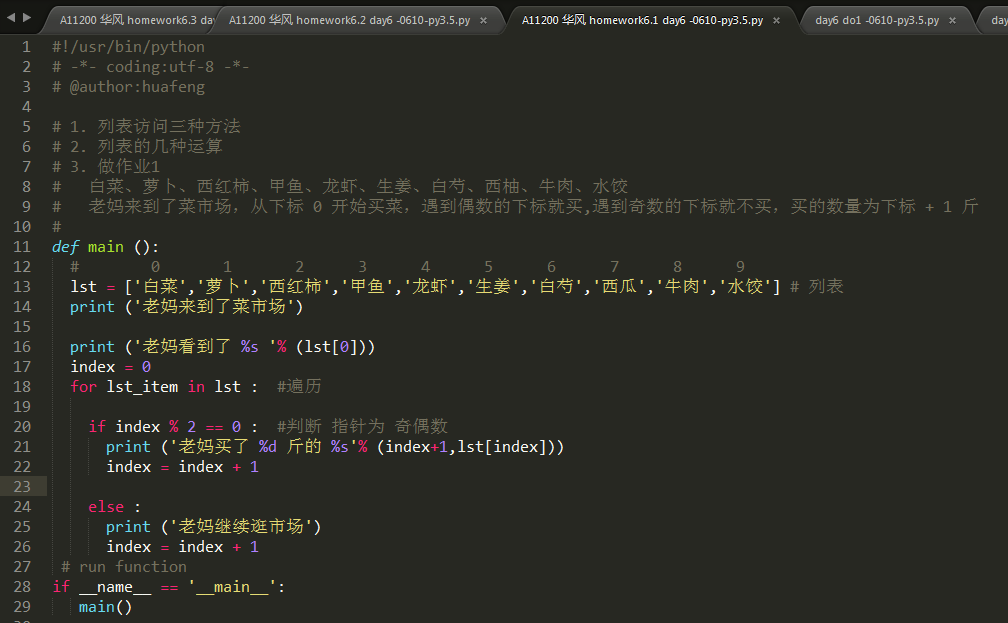 A11200 华风 homework6.3 day
A11200 华风 homework6.2 day6 -0610-py3.5.py ×
A11200 华风 homework6.1 day6 -0610-py3.5.py ×
day6 do1 -0610-py3.5.py ×
day
1 #!/usr/bin/python
2 # -*- coding:utf-8 -*-
3 # @author:huafeng
4
5 # 1. 列表访问三种方法
6 # 2. 列表的几种运算
7 # 3. 做作业1
8 #   白菜、萝卜、西红柿、甲鱼、龙虾、生姜、白芍、西柚、牛肉、水饺
9 #   老妈来到了菜市场，从下标 0 开始买菜，遇到偶数的下标就买,遇到奇数的下标就不买，买的数量为下标 + 1 斤
10 #
11 def main ():
12   #        0       1       2      3      4      5      6      7      8      9
13   lst = ['白菜','萝卜','西红柿','甲鱼','龙虾','生姜','白芍','西瓜','牛肉','水饺'] # 列表
14   print ('老妈来到了菜市场')
15
16   print ('老妈看到了 %s '% (lst[0]))
17   index = 0
18   for lst_item in lst :  #遍历
19
20     if index % 2 == 0 :  #判断 指针为 奇偶数
21       print ('老妈买了 %d 斤的 %s'% (index+1,lst[index]))
22       index = index + 1
23
24     else :
25       print ('老妈继续逛市场')
26       index = index + 1
27  # run function
28 if __name__ == '__main__':
29    main()